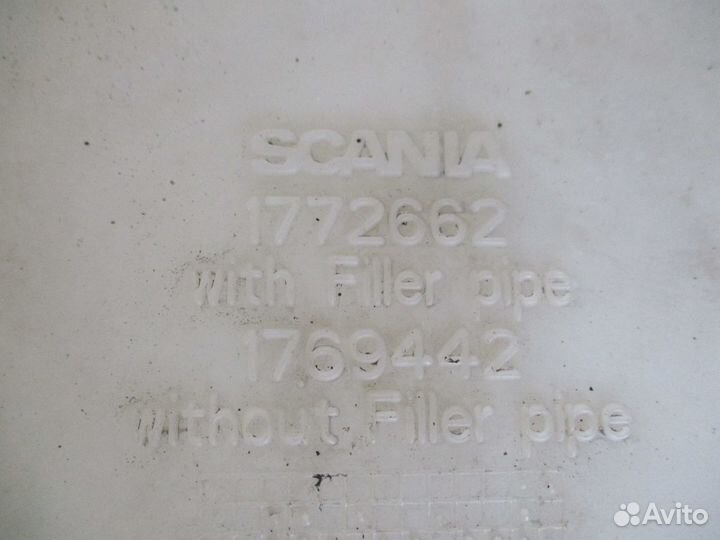 SCANIA
1772662
with Filler pipe
1769442
without Filler pipe
Avito